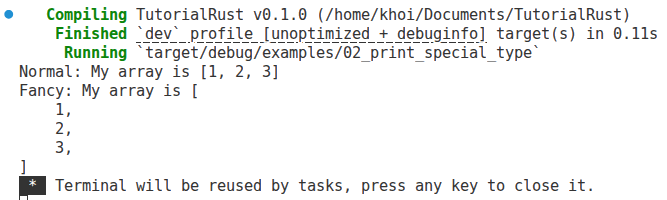 Compiling TutorialRust v0.1.0 (/home/khoi/Documents/TutorialRust)
Finished `dev` profile [unoptimized + debuginfo] target(s) in 0.11s
Running `target/debug/examples/02_print_special_type`
Normal: My array is [1, 2, 3]
Fancy: My array is [
    1,
    2,
    3,
]
* Terminal will be reused by tasks, press any key to close it.